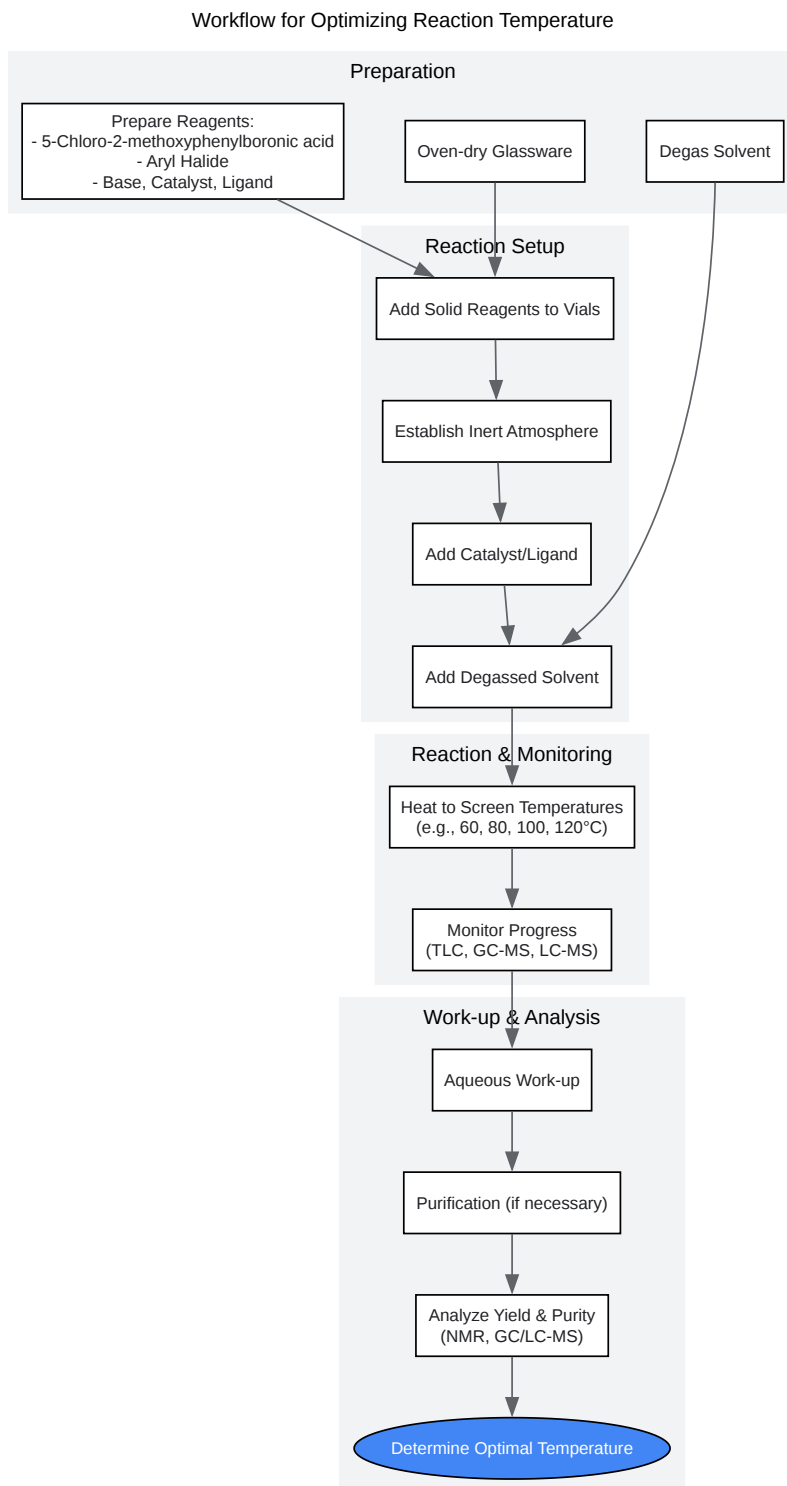 Workflow for Optimizing Reaction Temperature
Preparation
Prepare Reagents:
- 5-Chloro-2-methoxyphenylboronic acid
- Aryl Halide
- Base, Catalyst, Ligand
Oven-dry Glassware
Degas Solvent
Reaction Setup
Add Solid Reagents to Vials
Establish Inert Atmosphere
Add Catalyst/Ligand
Add Degassed Solvent
Reaction & Monitoring
Heat to Screen Temperatures
(e.g., 60, 80, 100, 120°C)
Monitor Progress
(TLC, GC-MS, LC-MS)
Work-up & Analysis
Aqueous Work-up
Purification (if necessary)
Analyze Yield & Purity
(NMR, GC/LC-MS)
Determine Optimal Temperature